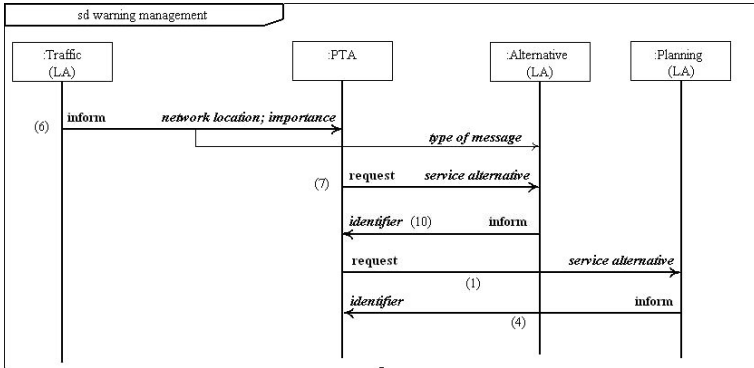 sd warning management
:Traffic
(LA)
:PTA
:Alternative
(LA)
:Planning
(LA)
(6) inform network location; importance
type of message
(7) request service alternative
identifier (10) inform
request service alternative
(1)
identifier inform
(4)